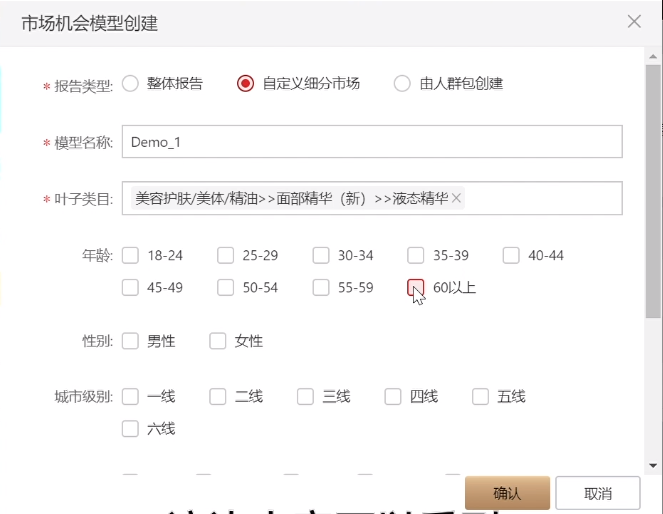 市场机会模型创建
* 报告类型: 整体报告 自定义细分市场 由人群包创建
* 模型名称: Demo_1
* 叶子类目: 美容护肤/美体/精油>>面部精华（新）>>液态精华
年龄: 18-24 25-29 30-34 35-39 40-44
45-49 50-54 55-59 60以上
性别: 男性 女性
城市级别: 一线 二线 三线 四线 五线
六线
确认 取消